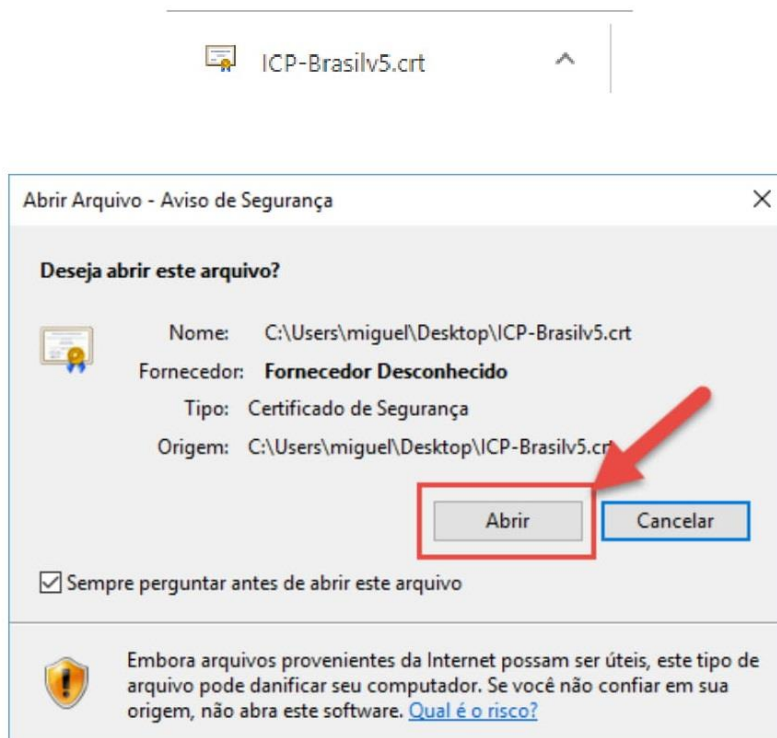 ICP-Brasilv5.crt
Abrir Arquivo - Aviso de Segurança
Deseja abrir este arquivo?
Nome: C:\Users\miguel\Desktop\ICP-Brasilv5.crt
Fornecedor: Fornecedor Desconhecido
Tipo: Certificado de Segurança
Origem: C:\Users\miguel\Desktop\ICP-Brasilv5.crt
Abrir Cancelar
Sempre perguntar antes de abrir este arquivo
Embora arquivos provenientes da Internet possam ser úteis, este tipo de
arquivo pode danificar seu computador. Se você não confiar em sua
origem, não abra este software. Qual é o risco?